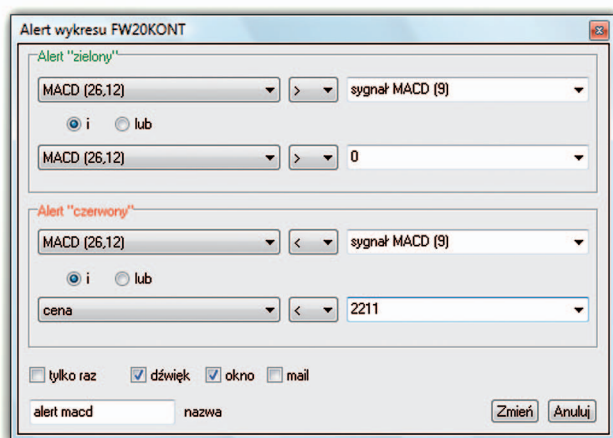 Alert wykresu FW20KONT
Alert "zielony"
MACD (26,12) > sygnał MACD (9)
i lub
MACD (26,12) > 0
Alert "czerwony"
MACD (26,12) < sygnał MACD (9)
i lub
cena < 2211
tylko raz dźwięk okno mail
alert macd nazwa Zmień Anuluj